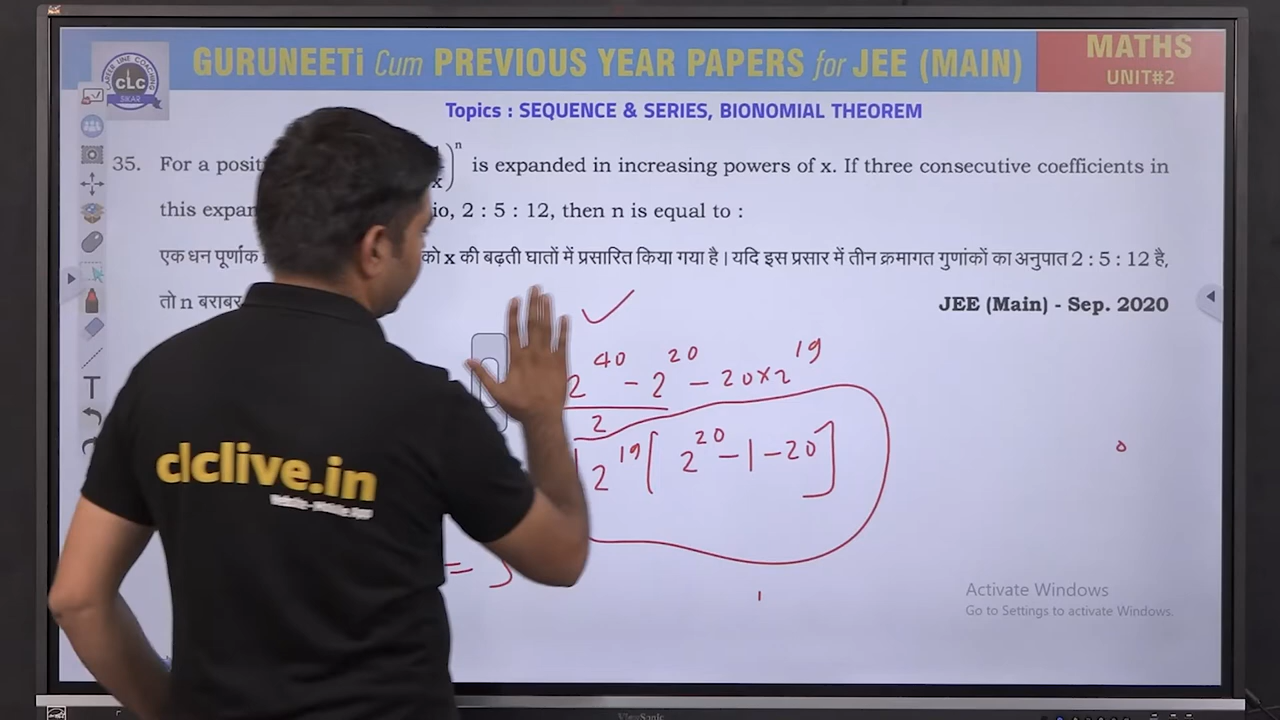 GURUNEETi Cum PREVIOUS YEAR PAPERS for JEE (MAIN)
MATHS
UNIT#2
CLC
SIKAR
Topics : SEQUENCE & SERIES, BIONOMIAL THEOREM
35. For a posit x)^n is expanded in increasing powers of x. If three consecutive coefficients in
this expan io, 2 : 5 : 12, then n is equal to :
एक धन पूर्णांक को x की बढ़ती घातों में प्रसारित किया गया है। यदि इस प्रसार में तीन क्रमागत गुणांकों का अनुपात 2 : 5 : 12 है,
तो n बराबर
JEE (Main) - Sep. 2020
2^40 - 2^20 - 20×2^19
2
2^19 [ 2^20 - 1 - 20 ]
=
clclive.in
Activate Windows
Go to Settings to activate Windows.
T
ViewSonic